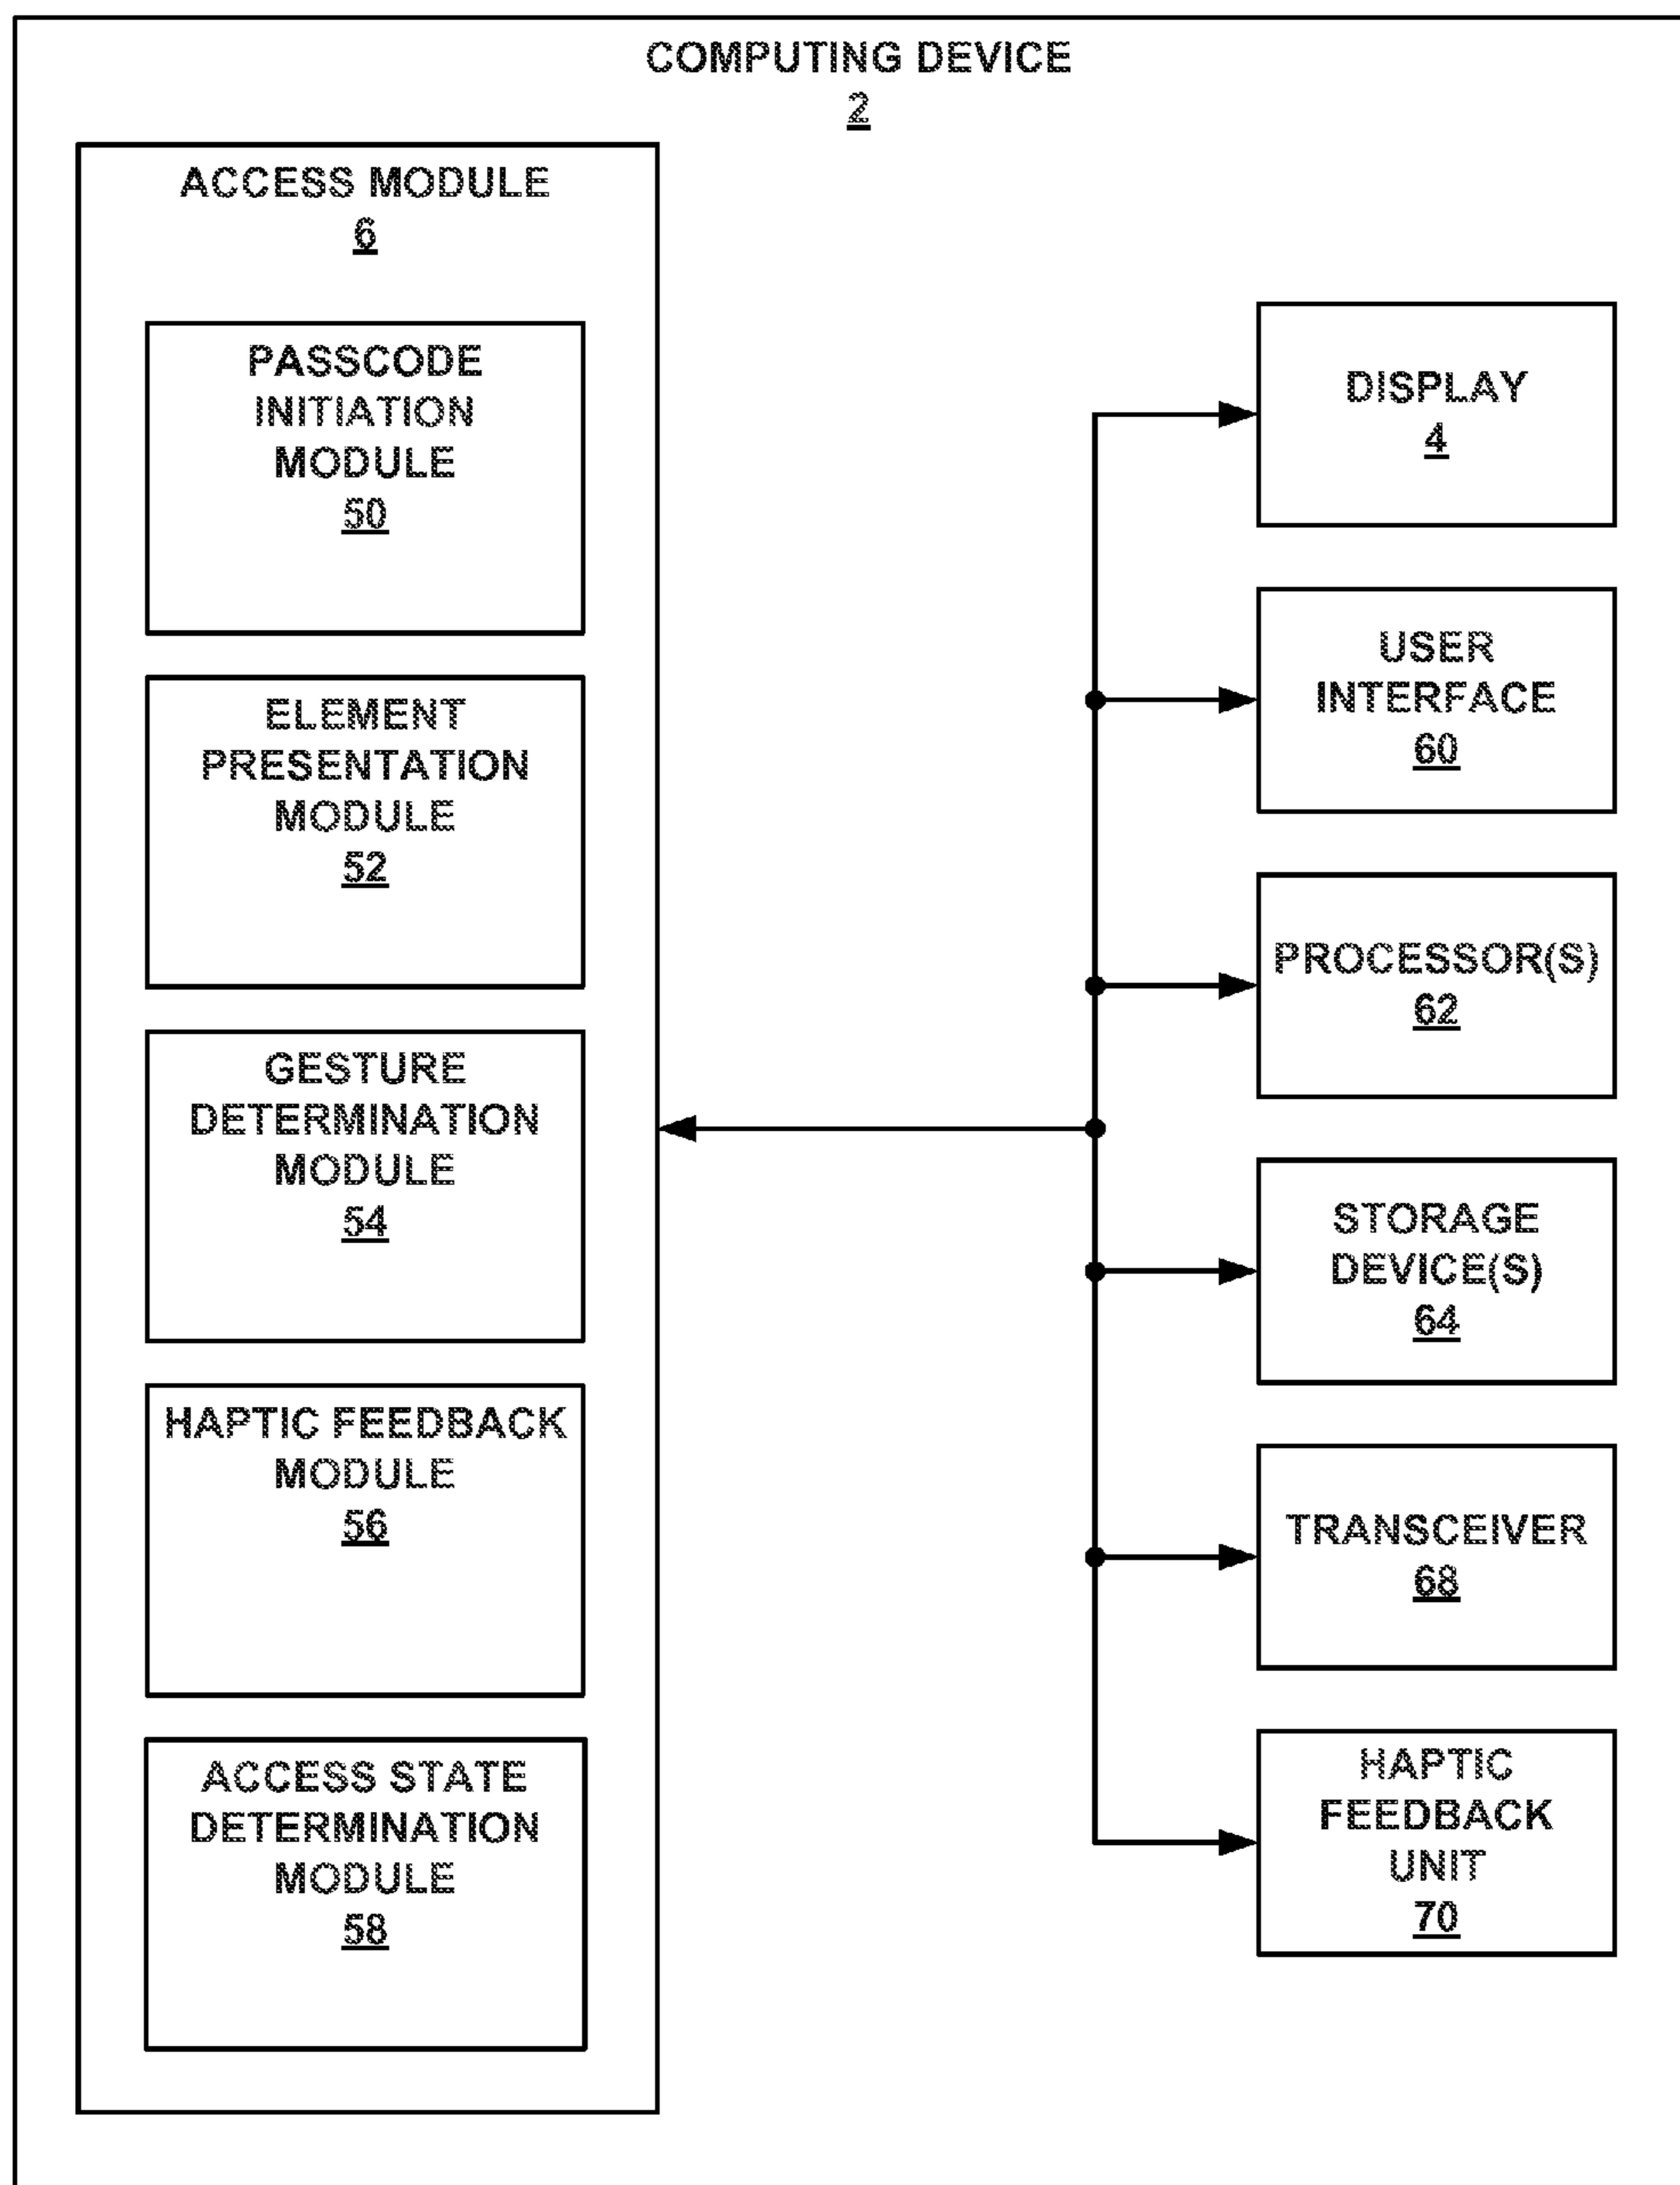 COMPUTING DEVICE
2
ACCESS MODULE
6
PASSCODE
INITIATION
MODULE
50
ELEMENT
PRESENTATION
MODULE
52
GESTURE
DETERMINATION
MODULE
54
HAPTIC FEEDBACK
MODULE
56
ACCESS STATE
DETERMINATION
MODULE
58
DISPLAY
4
USER
INTERFACE
60
PROCESSOR(S)
62
STORAGE
DEVICE(S)
64
TRANSCEIVER
68
HAPTIC
FEEDBACK
UNIT
70